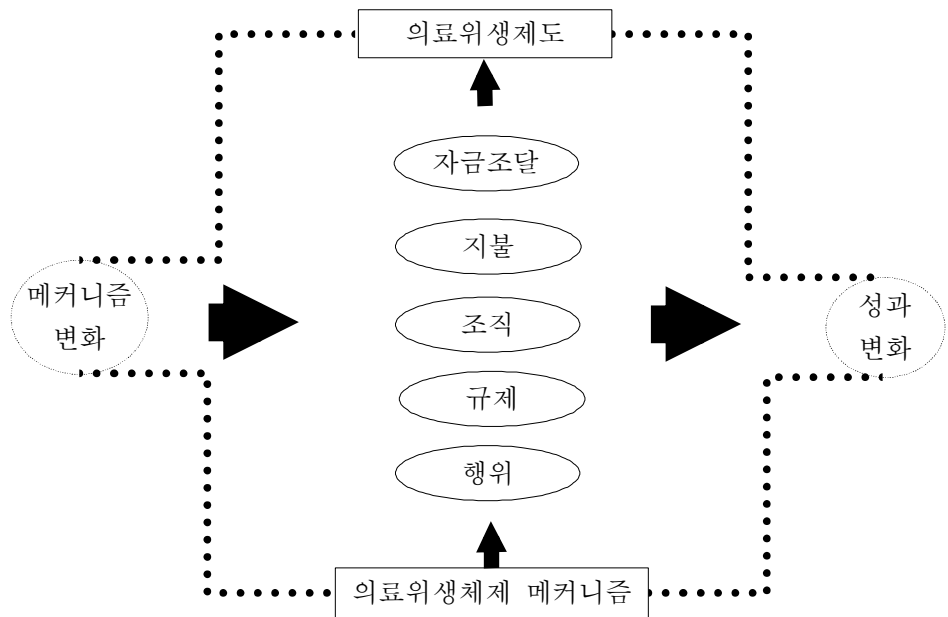 의료위생제도
자금조달
지불
메커니즘
변화
조직
성과
변화
규제
행위
의료위생체제 메커니즘